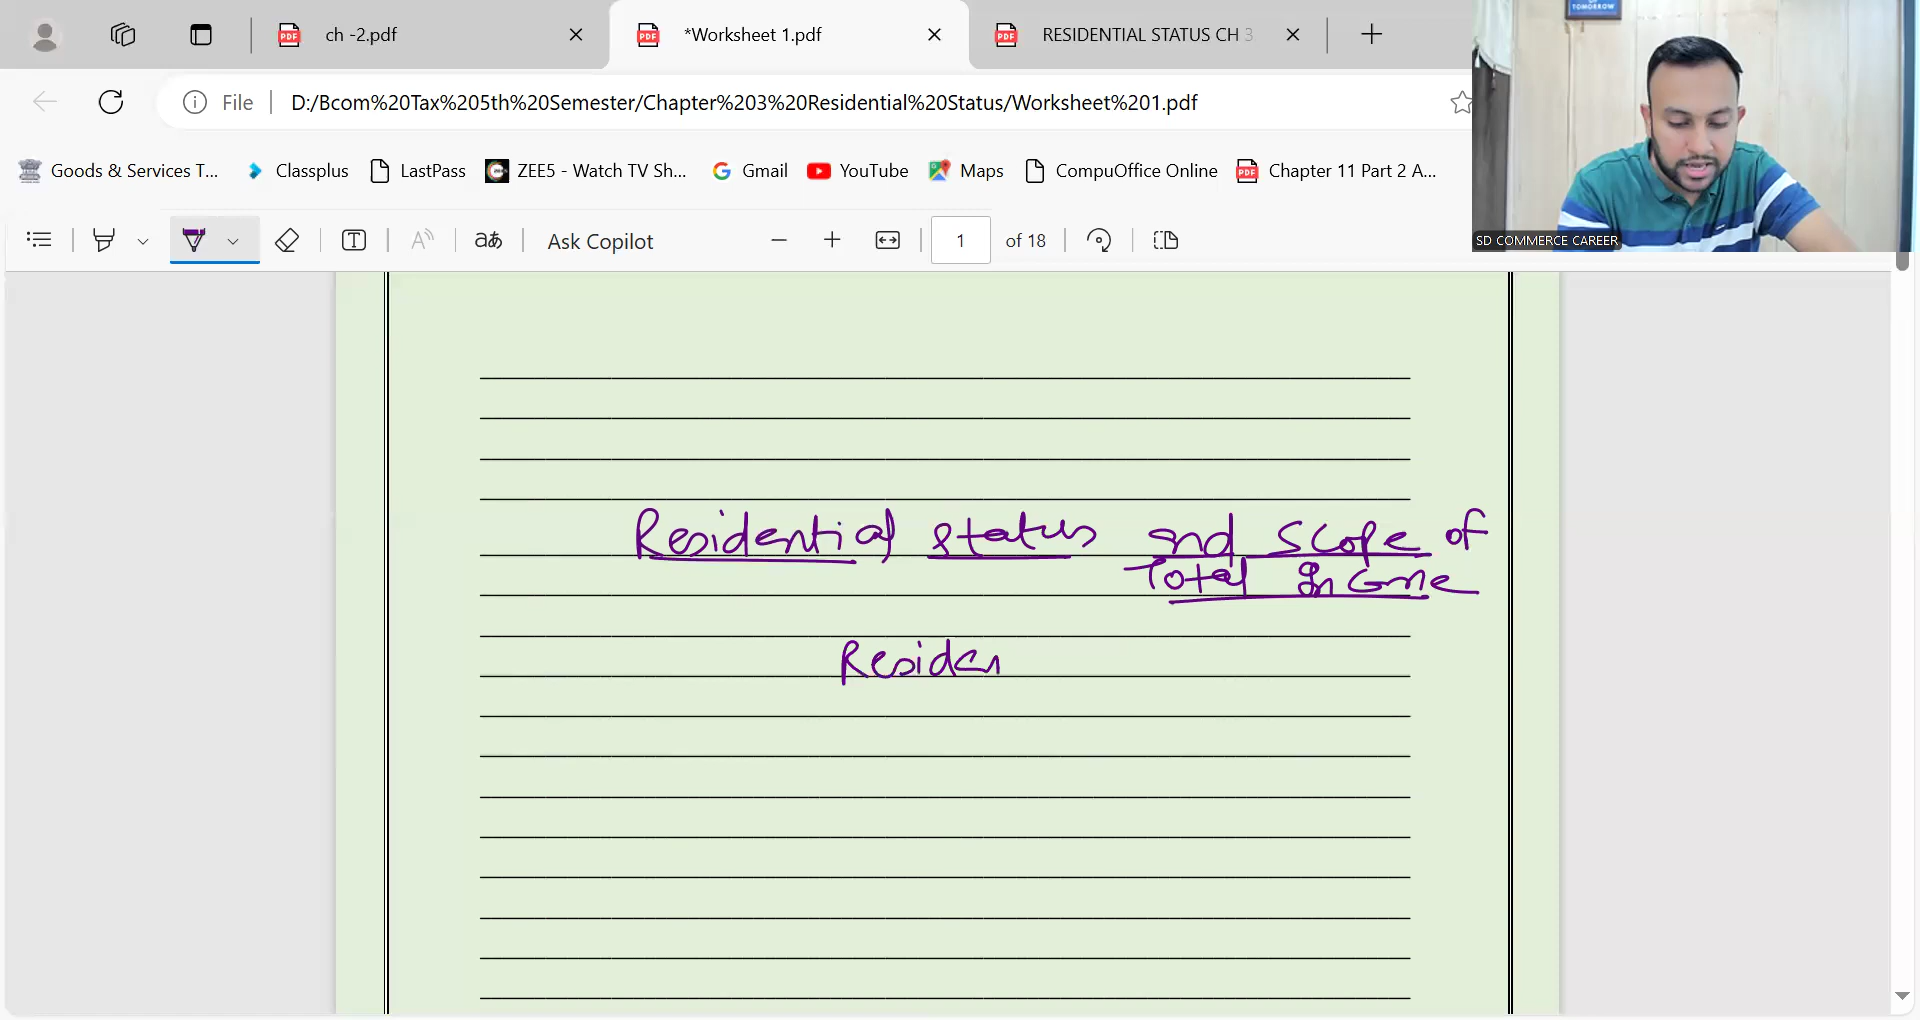 ch -2.pdf
*Worksheet 1.pdf
RESIDENTIAL STATUS CH 3
TOMORROW
File
D:/Bcom%20Tax%205th%20Semester/Chapter%203%20Residential%20Status/Worksheet%201.pdf
Goods & Services T...
Classplus
LastPass
ZEE5 - Watch TV Sh...
Gmail
YouTube
Maps
CompuOffice Online
Chapter 11 Part 2 A...
Ask Copilot
1
of 18
SD COMMERCE CAREER
Residential status and scope of
Total Income
Residen